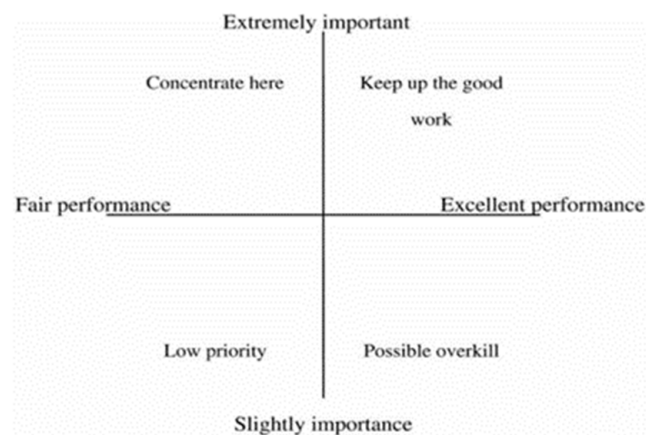 Extremely important
Concentrate here
Keep up the good
work
Fair performance
Excellent performance
Low priority
Possible overkill
Slightly importance